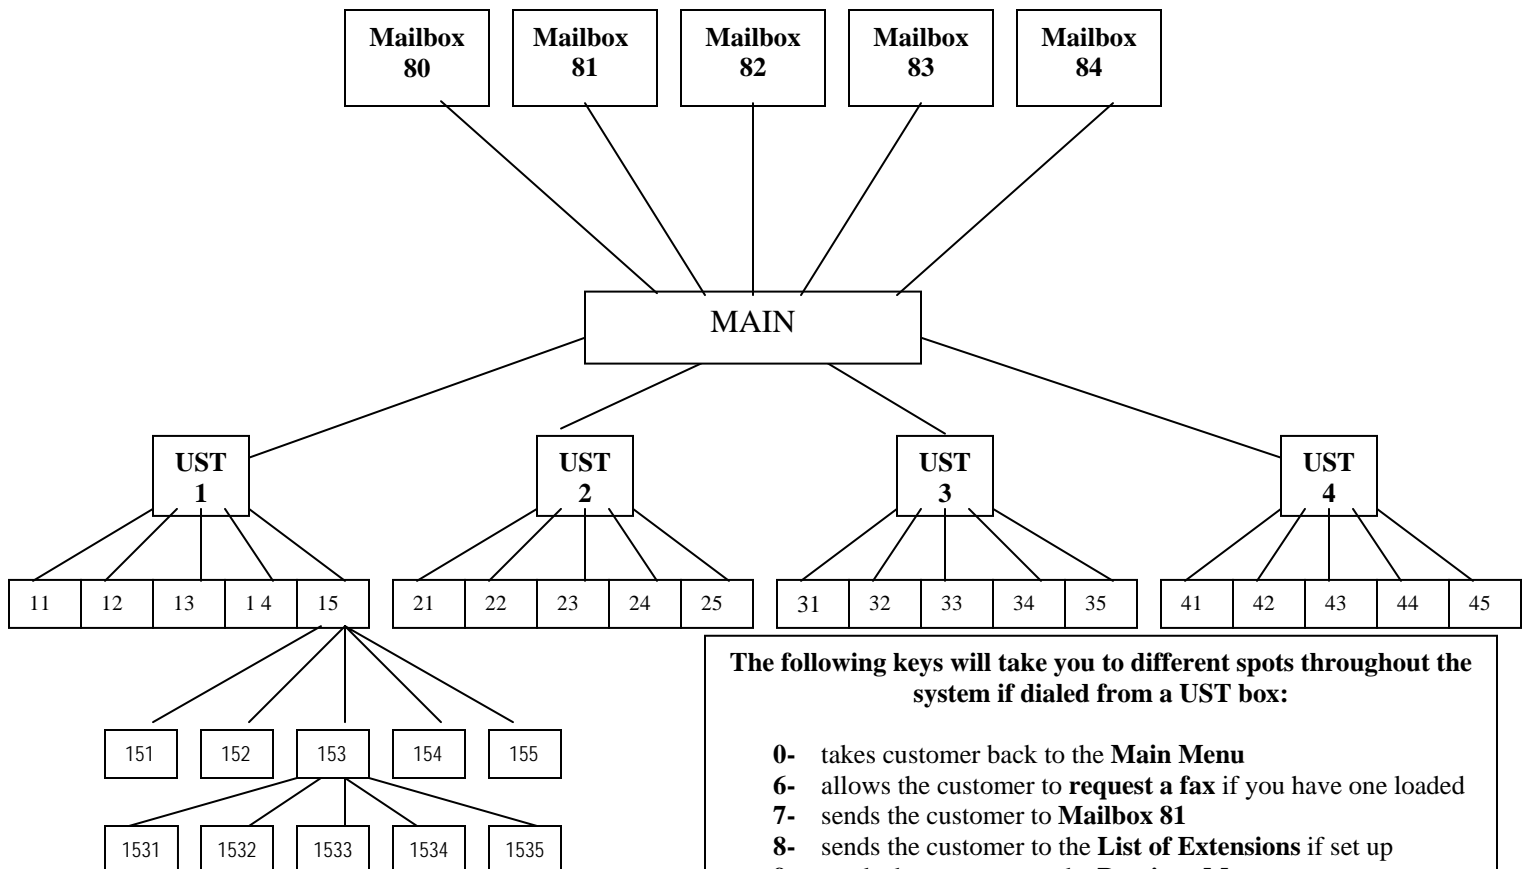 Mailbox 80
Mailbox 81
Mailbox 82
Mailbox 83
Mailbox 84
MAIN
UST 1
UST 2
UST 3
UST 4
11 12 13 1 4 15
21 22 23 24 25
31 32 33 34 35
41 42 43 44 45
151 152 153 154 155
1531 1532 1533 1534 1535
The following keys will take you to different spots throughout the
system if dialed from a UST box:
0- takes customer back to the Main Menu
6- allows the customer to request a fax if you have one loaded
7- sends the customer to Mailbox 81
8- sends the customer to the List of Extensions if set up